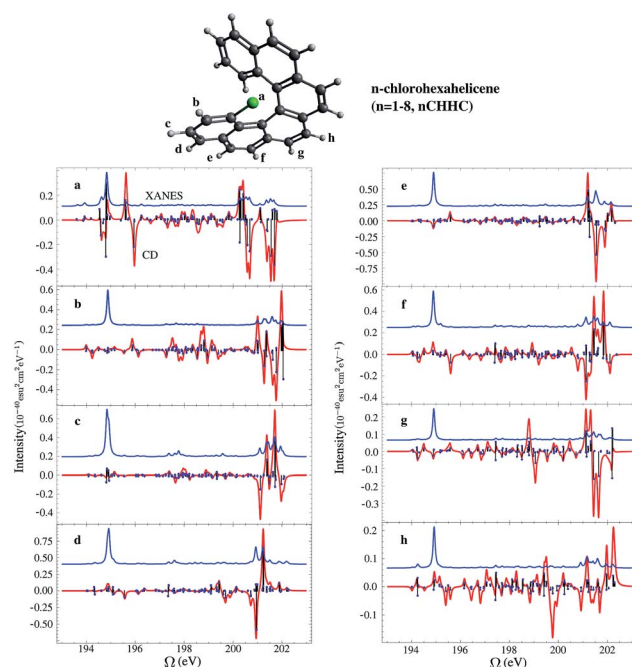 n-chlorohexahelicene
(n=1-8, nCHHC)
a
b
c
d
e
f
g
h
a
XANES
CD
0.4
0.2
0.0
-0.2
-0.4
b
0.6
0.4
0.2
0.0
-0.2
-0.4
c
0.6
0.4
0.2
0.0
-0.2
-0.4
d
0.75
0.50
0.25
0.00
-0.25
-0.50
194 196 198 200 202
Ω (eV)
Intensity (10⁻⁴⁰esu²cm²eV⁻¹)
e
0.50
0.25
0.00
-0.25
-0.50
-0.75
f
0.6
0.4
0.2
0.0
-0.2
-0.4
g
0.2
0.1
0.0
-0.1
-0.2
-0.3
h
0.2
0.1
0.0
-0.1
194 196 198 200 202
Ω (eV)
Intensity (10⁻⁴⁰esu²cm²eV⁻¹)